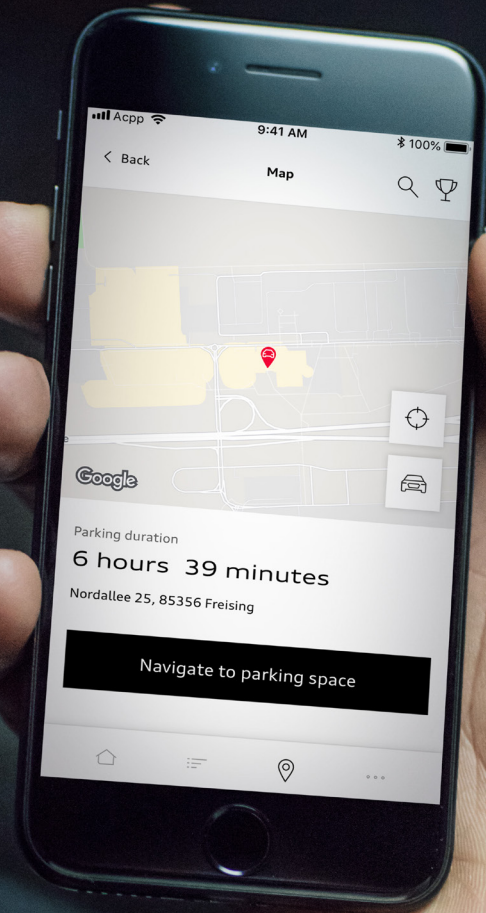 Acpp
9:41 AM
100%
Back
Map
e
Google
Parking duration
6 hours 39 minutes
Nordallee 25, 85356 Freising
Navigate to parking space